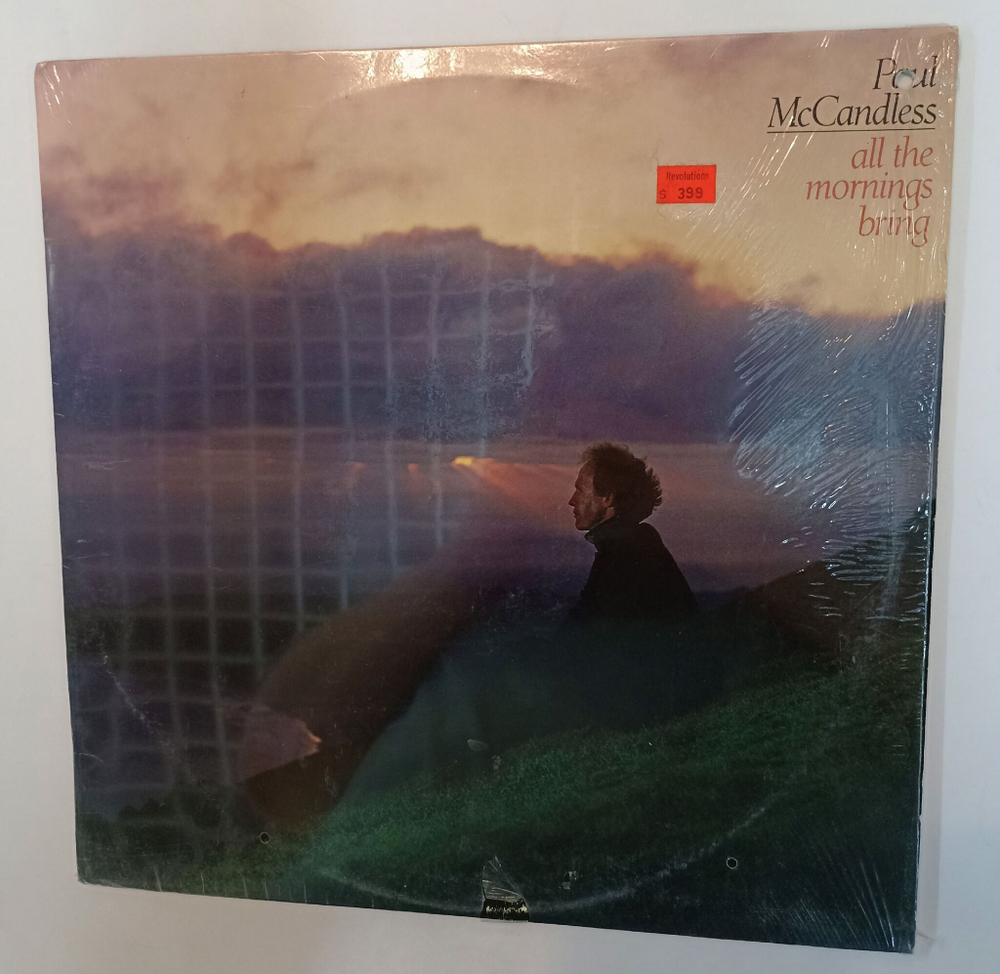 Paul
McCandless
all the
mornings
bring
Revolutions
$ 399